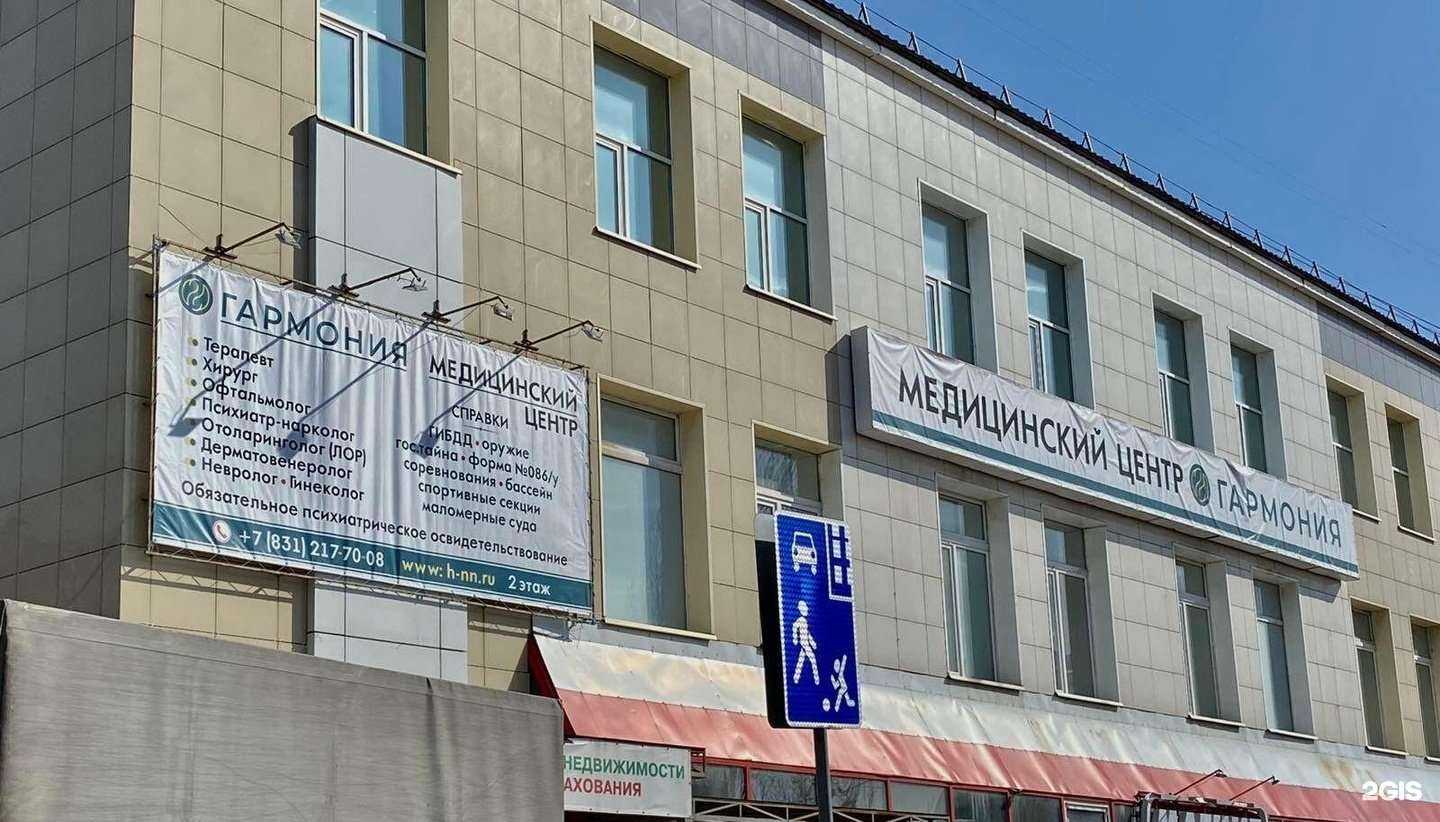 ГАРМОНИЯ
МЕДИЦИНСКИЙ
ЦЕНТР
• Терапевт
• Хирург
• Офтальмолог
• Психиатр-нарколог
• Отоларинголог (ЛОР)
• Дерматовенеролог
• Невролог • Гинеколог
Обязательное психиатрическое освидетельствование
СПРАВКИ
ГИБДД • оружие
гостайна • форма №086/у
соревнования • бассейн
спортивные секции
маломерные суда
+7 (831) 217-70-08 www: h-nn.ru 2 этаж
МЕДИЦИНСКИЙ ЦЕНТР ГАРМОНИЯ
НЕДВИЖИМОСТИ
АХОВАНИЯ
2GIS